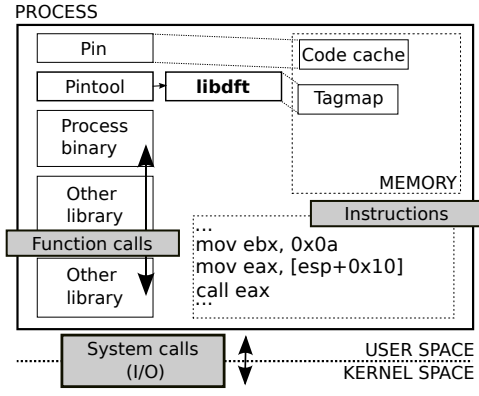 PROCESS
Pin
Code cache
Pintool
libdft
Tagmap
Process
binary
MEMORY
Other
library
Instructions
Function calls
...
mov ebx, 0x0a
mov eax, [esp+0x10]
call eax
...
Other
library
System calls
(I/O)
USER SPACE
KERNEL SPACE